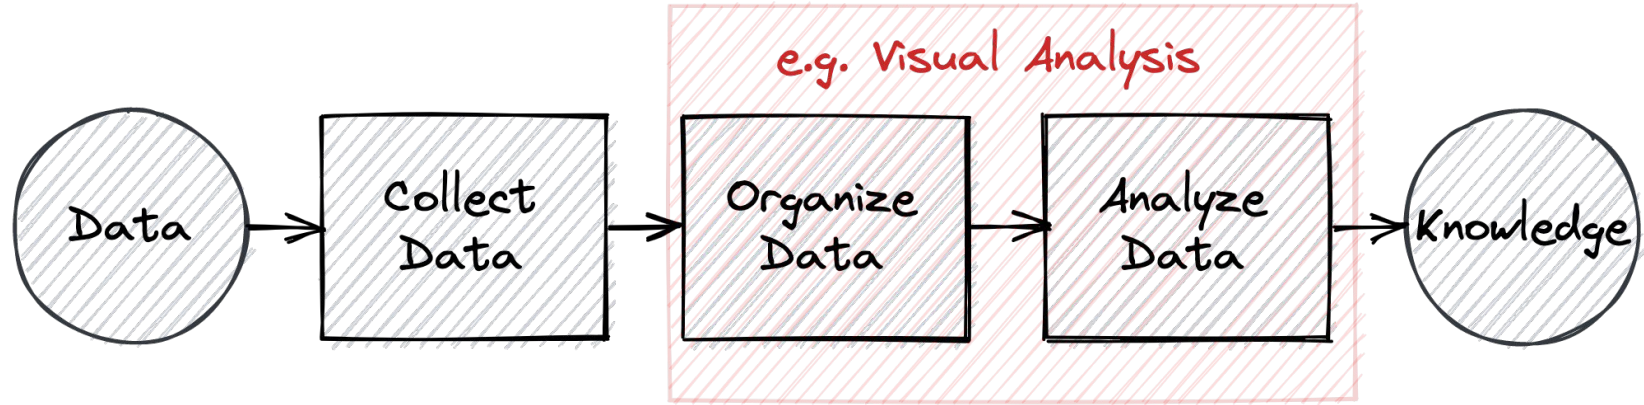 e.g. Visual Analysis
Data
Collect
Data
Organize
Data
Analyze
Data
Knowledge